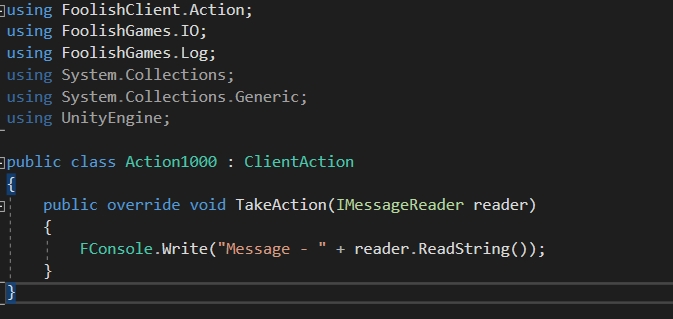 using FoolishClient.Action;
using FoolishGames.IO;
using FoolishGames.Log;
using System.Collections;
using System.Collections.Generic;
using UnityEngine;

public class Action1000 : ClientAction
{
    public override void TakeAction(IMessageReader reader)
    {
        FConsole.Write("Message - " + reader.ReadString());
    }
}